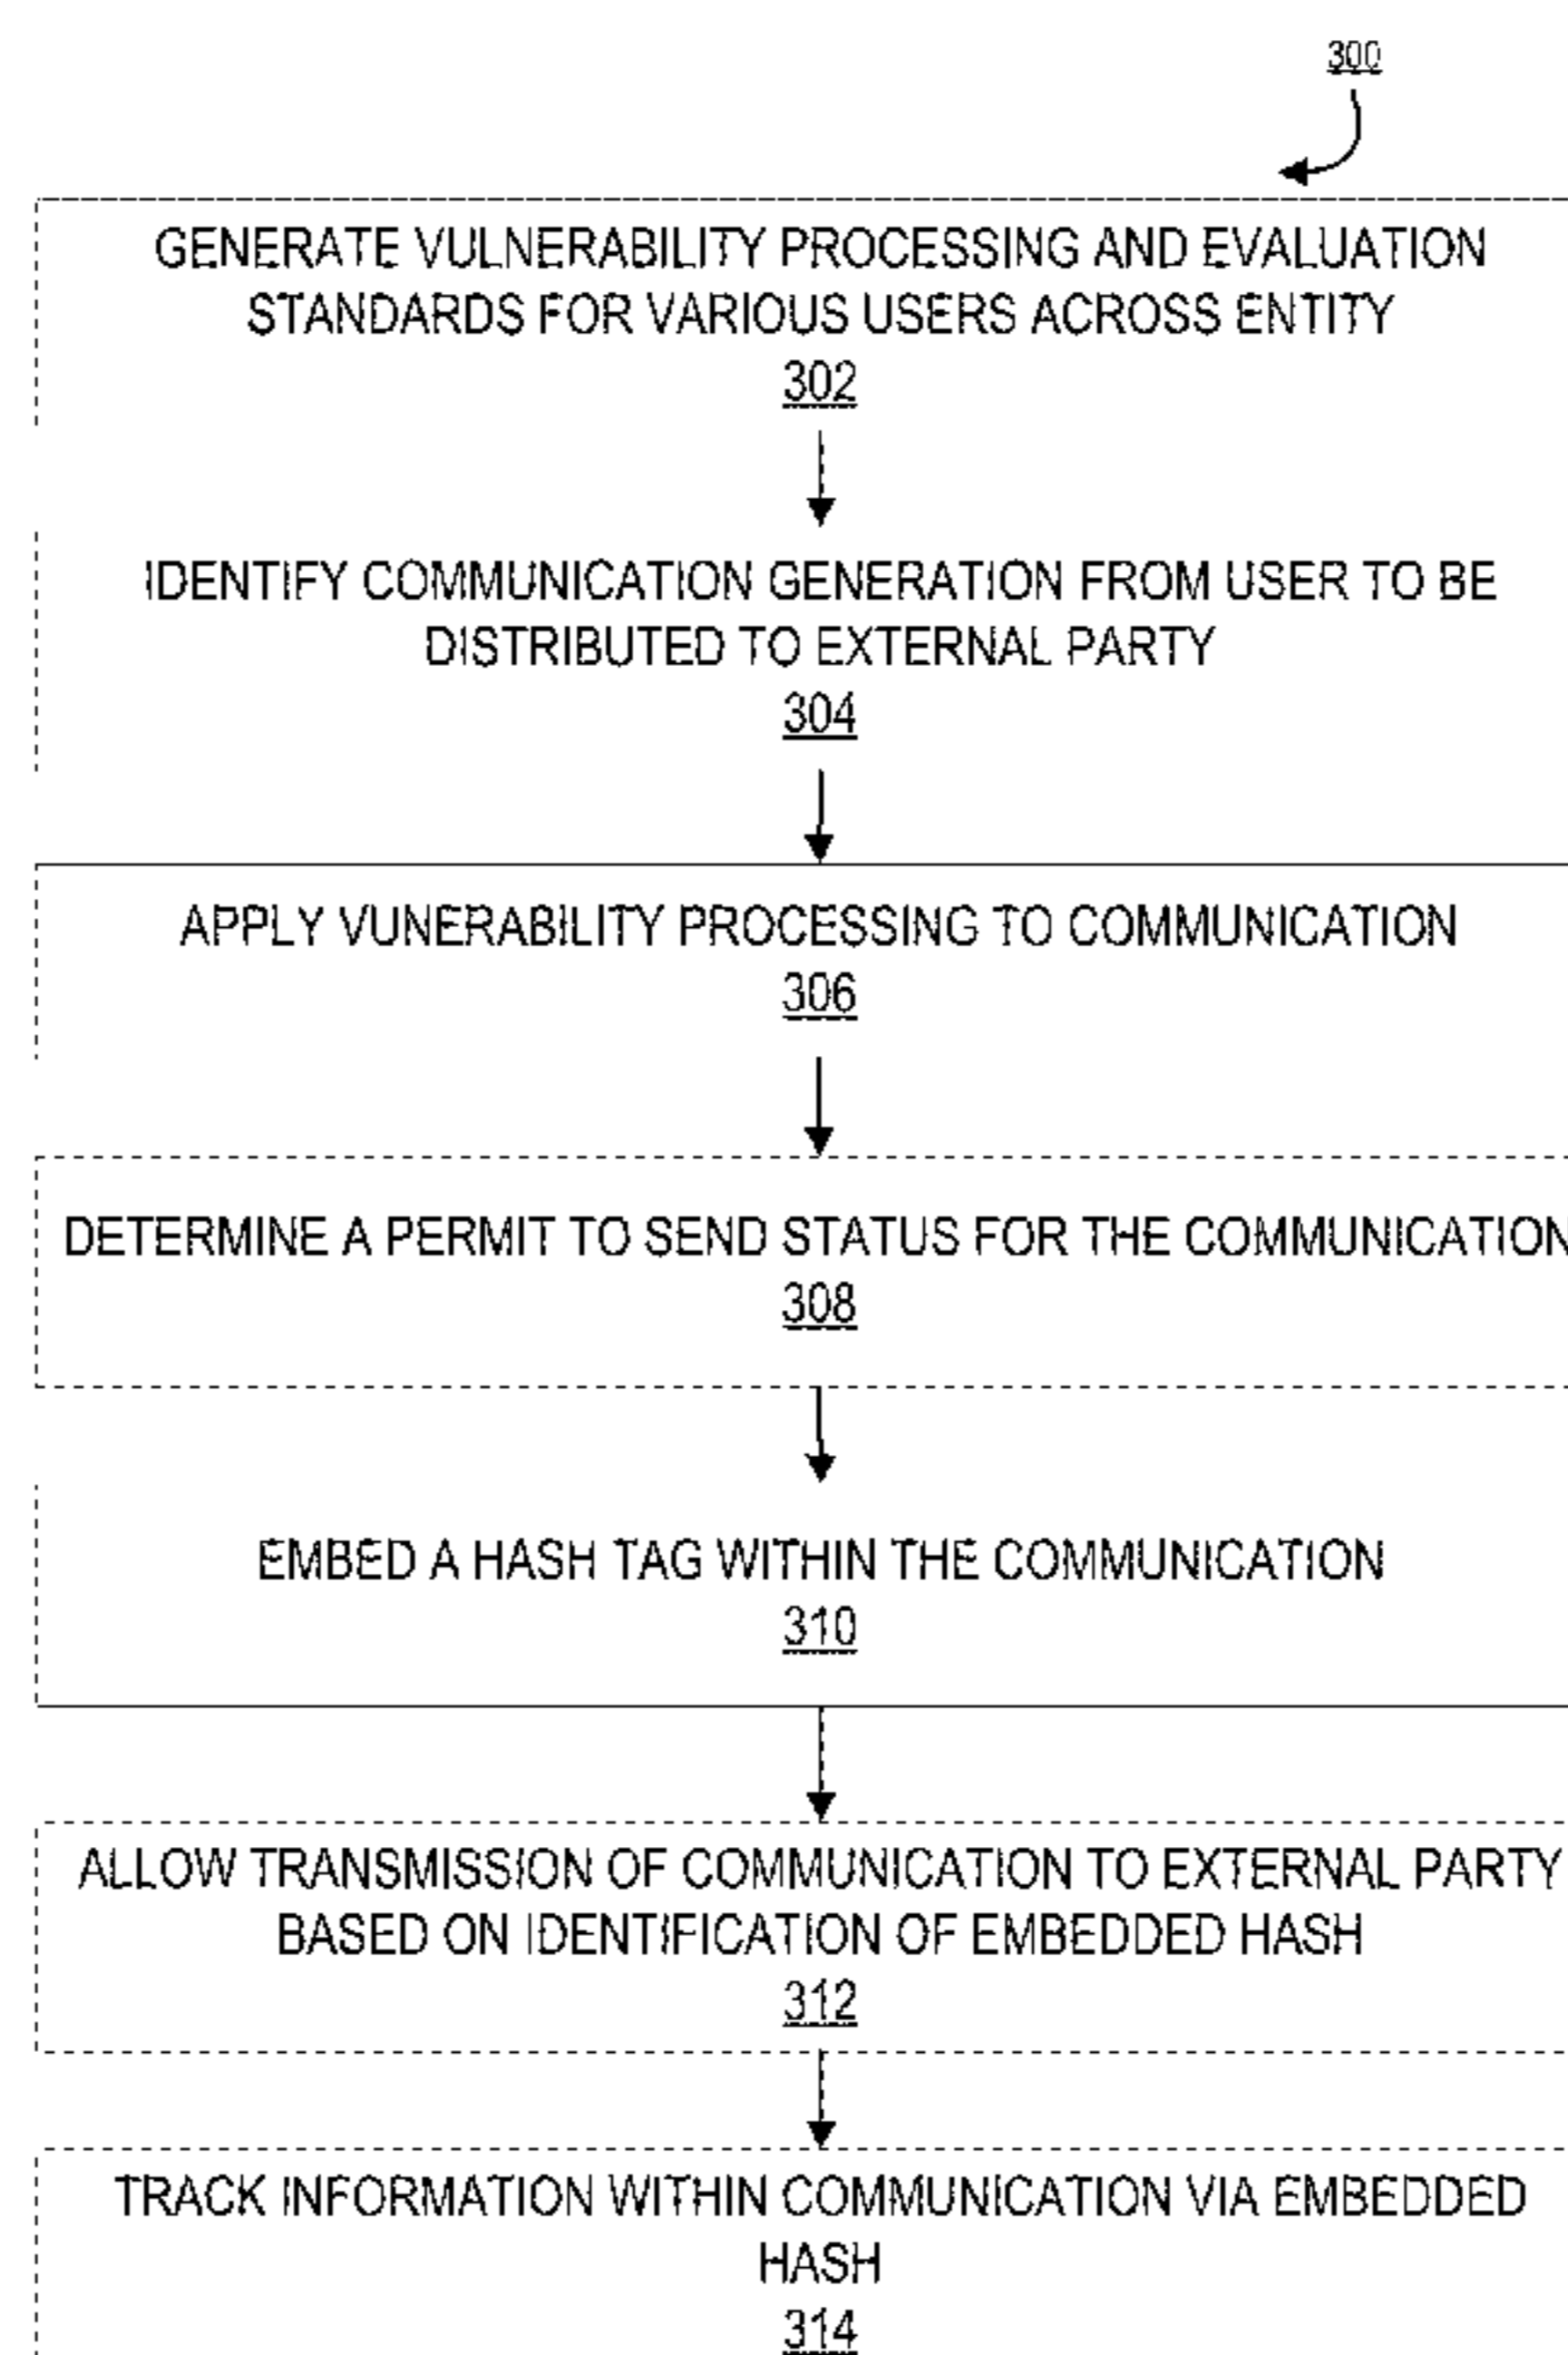 300
GENERATE VULNERABILITY PROCESSING AND EVALUATION
STANDARDS FOR VARIOUS USERS ACROSS ENTITY
302
IDENTIFY COMMUNICATION GENERATION FROM USER TO BE
DISTRIBUTED TO EXTERNAL PARTY
304
APPLY VUNERABILITY PROCESSING TO COMMUNICATION
306
DETERMINE A PERMIT TO SEND STATUS FOR THE COMMUNICATION
308
EMBED A HASH TAG WITHIN THE COMMUNICATION
310
ALLOW TRANSMISSION OF COMMUNICATION TO EXTERNAL PARTY
BASED ON IDENTIFICATION OF EMBEDDED HASH
312
TRACK INFORMATION WITHIN COMMUNICATION VIA EMBEDDED
HASH
314